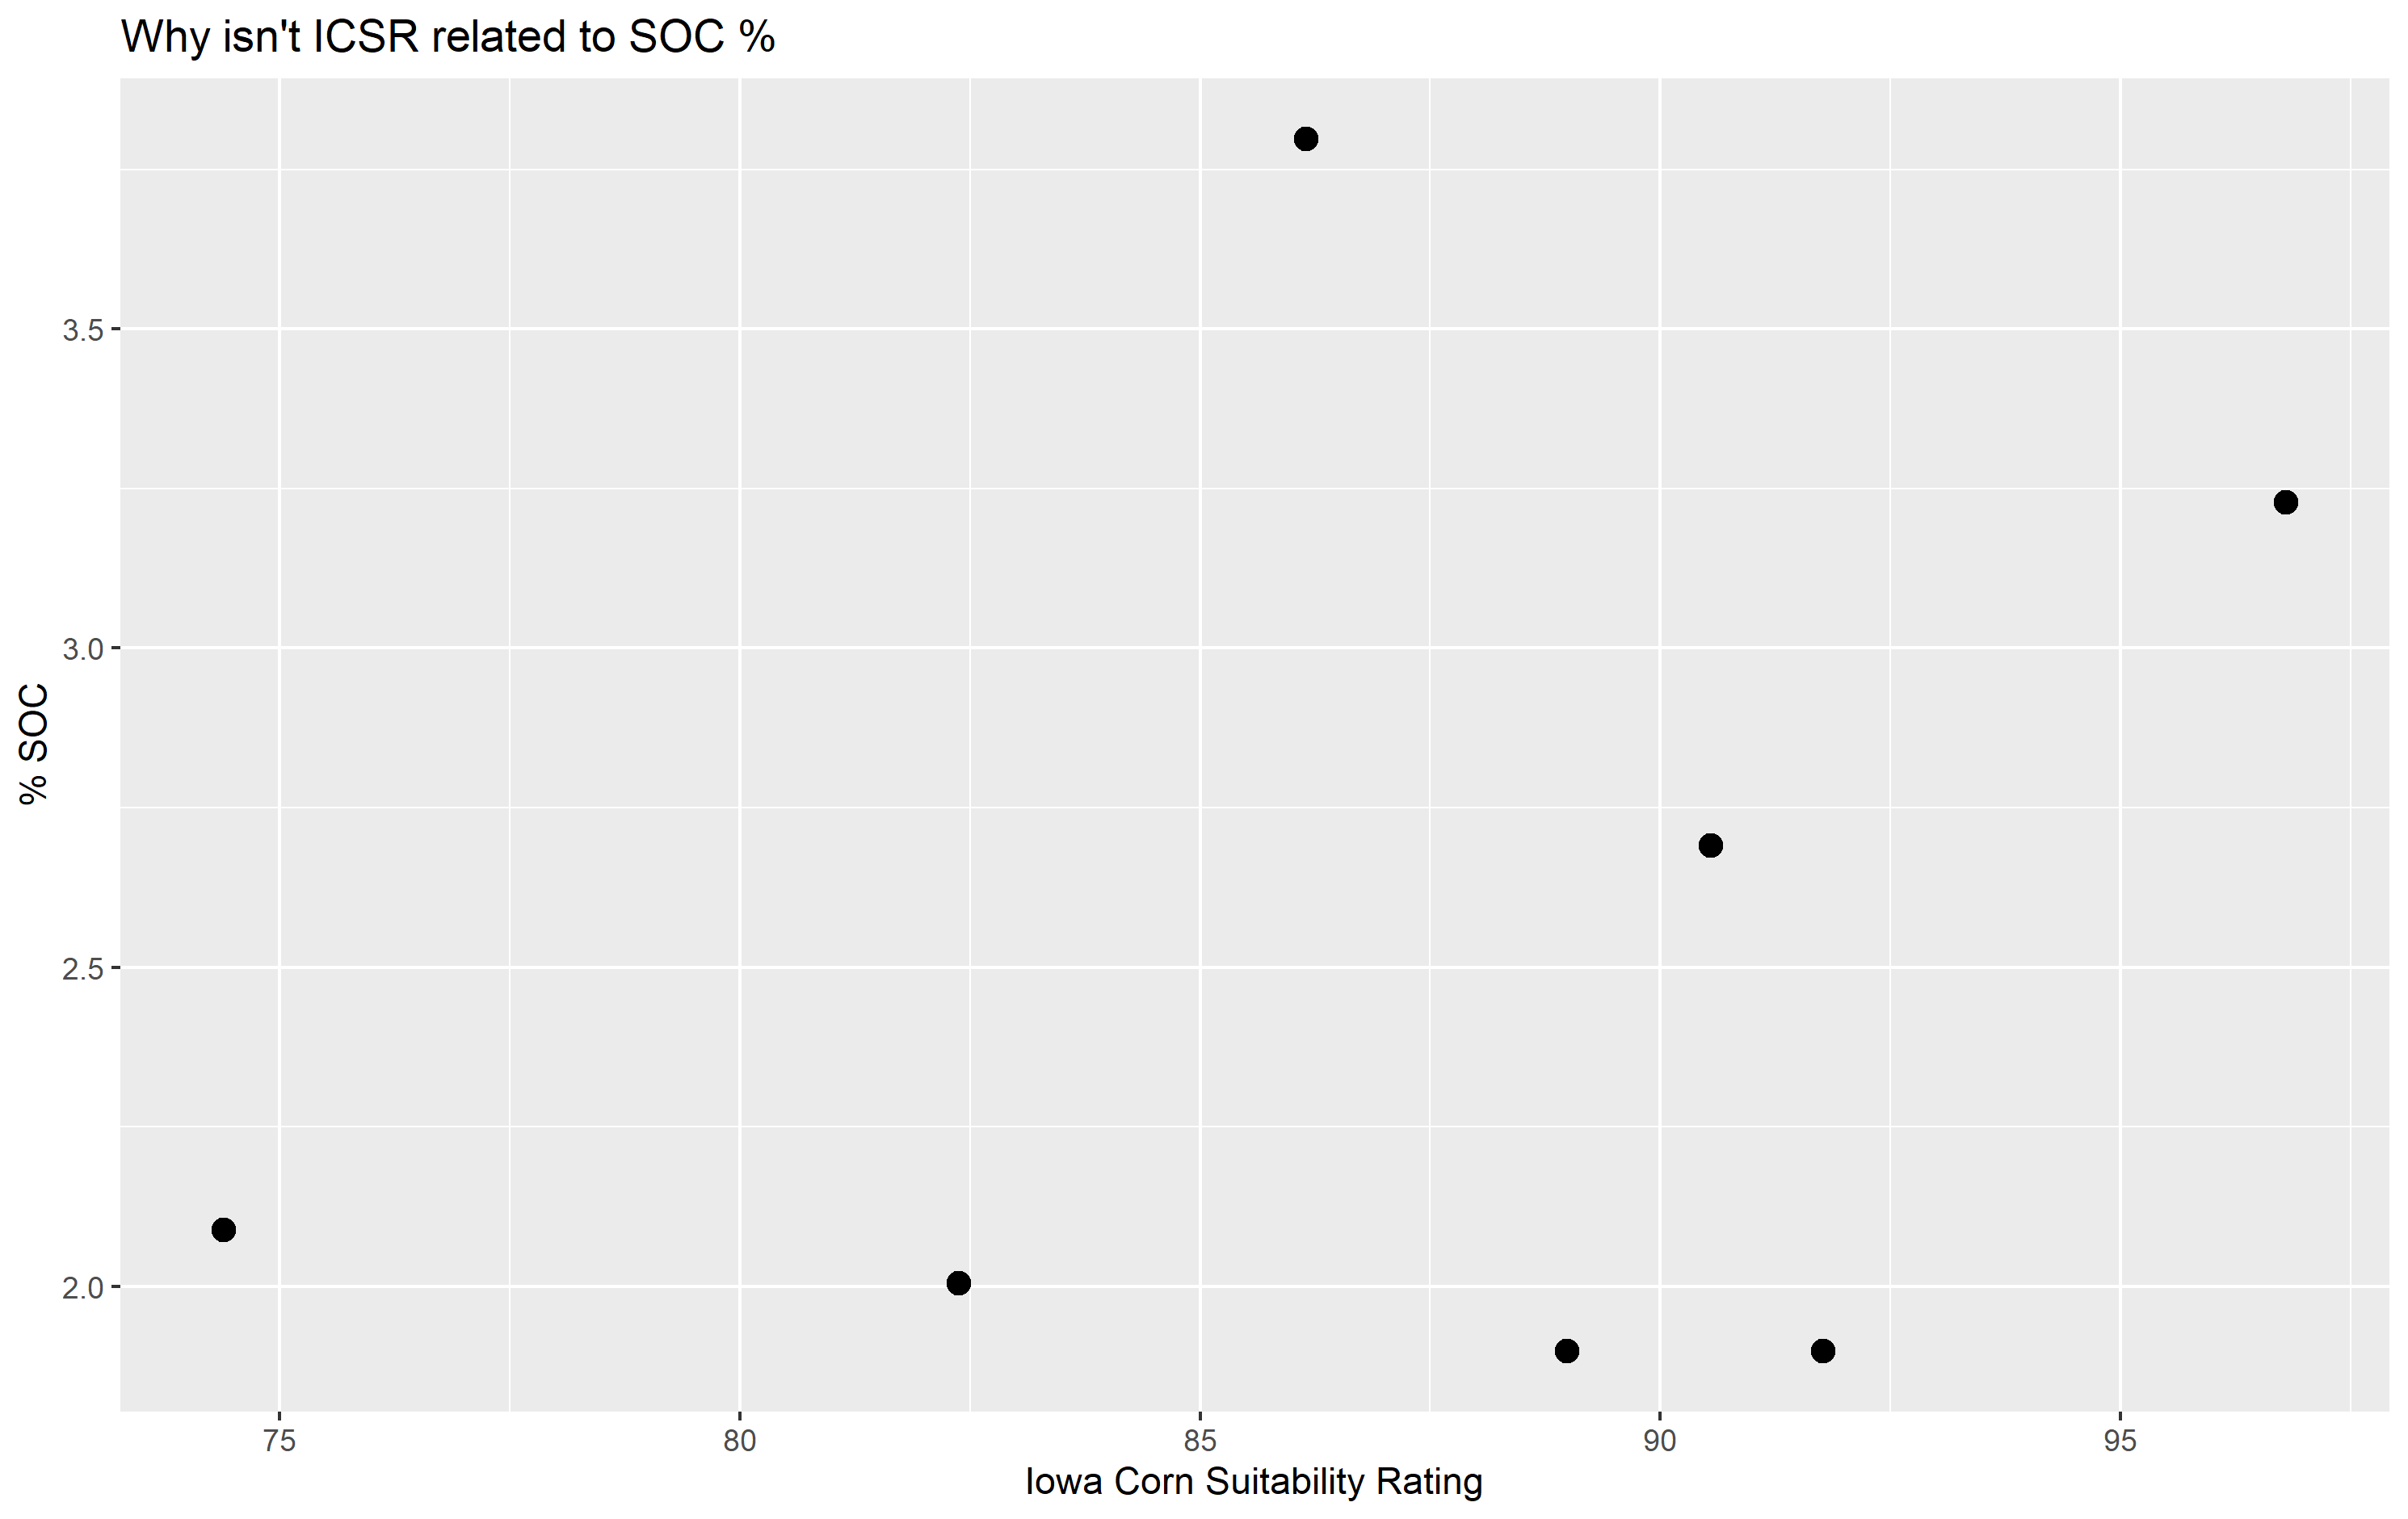 Why isn't ICSR related to SOC %
% SOC
3.5
3.0
2.5
2.0
75 80 85 90 95
Iowa Corn Suitability Rating